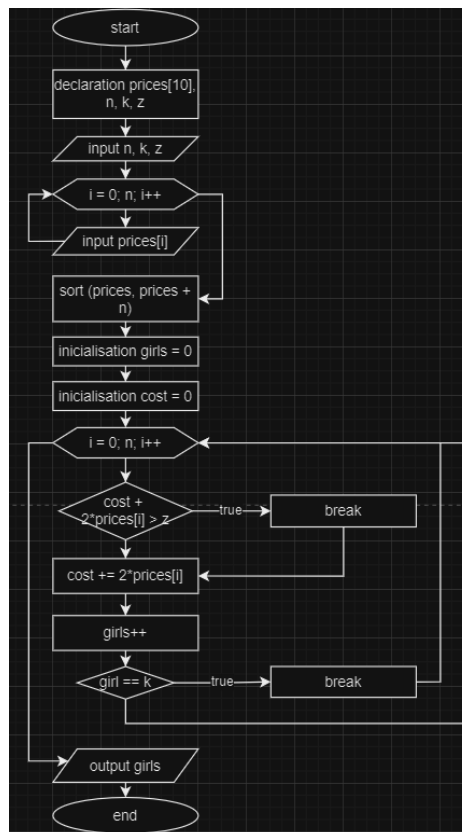 start
declaration prices[10],
n, k, z
input n, k, z
i = 0; n; i++
input prices[i]
sort (prices, prices +
n)
inicialisation girls = 0
inicialisation cost = 0
i = 0; n; i++
cost +
2*prices[i] > z
true
break
cost += 2*prices[i]
girls++
girl == k
true
break
output girls
end